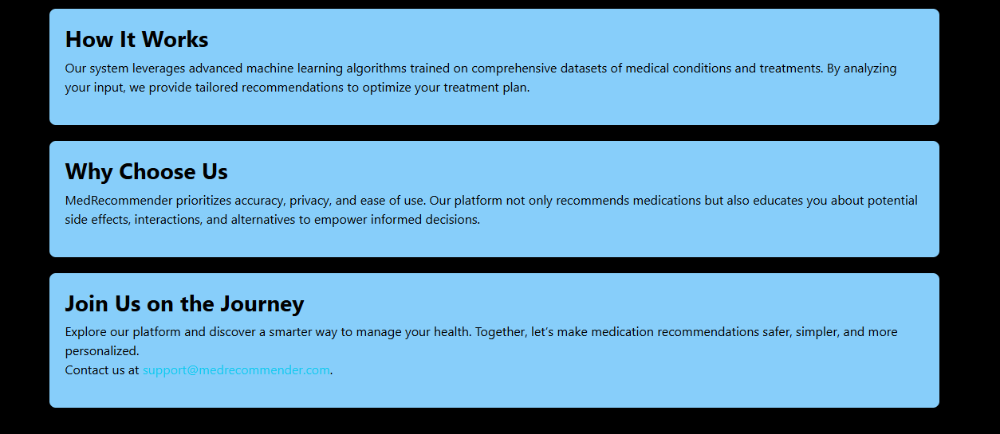 How It Works
Our system leverages advanced machine learning algorithms trained on comprehensive datasets of medical conditions and treatments. By analyzing
your input, we provide tailored recommendations to optimize your treatment plan.
Why Choose Us
MedRecommender prioritizes accuracy, privacy, and ease of use. Our platform not only recommends medications but also educates you about potential
side effects, interactions, and alternatives to empower informed decisions.
Join Us on the Journey
Explore our platform and discover a smarter way to manage your health. Together, let’s make medication recommendations safer, simpler, and more
personalized.
Contact us at support@medrecommender.com.